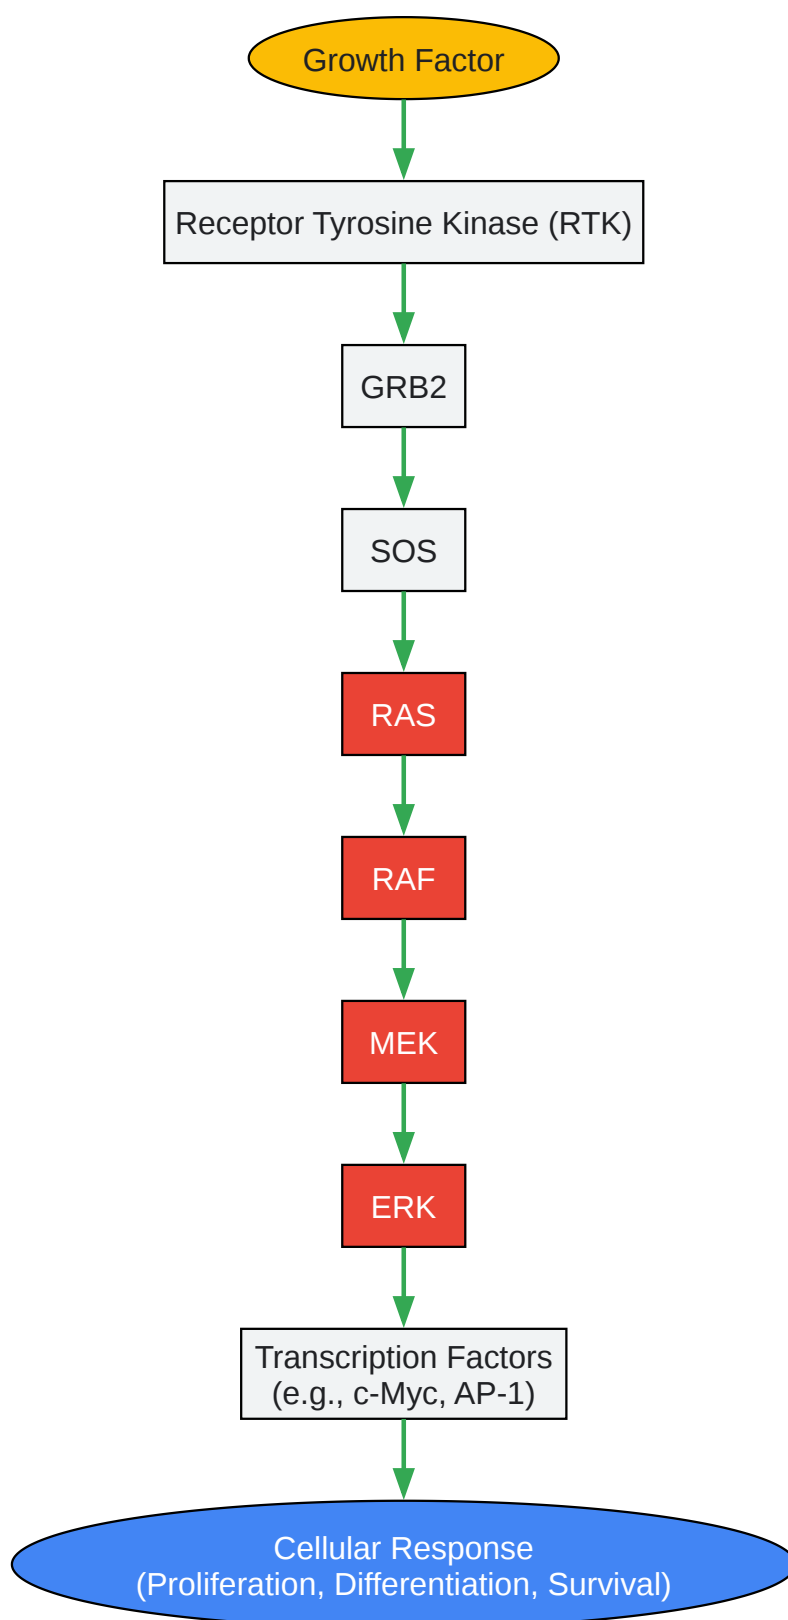 Growth Factor
Receptor Tyrosine Kinase (RTK)
GRB2
SOS
RAS
RAF
MEK
ERK
Transcription Factors
(e.g., c-Myc, AP-1)
Cellular Response
(Proliferation, Differentiation, Survival)